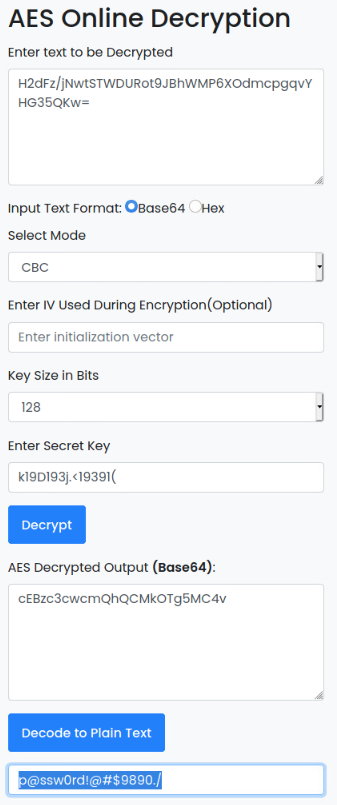 AES Online Decryption
Enter text to be Decrypted
H2dFz/jNwtSTWDURot9JBhWMP6XOdmcpgqvY
HG35QKw=
Input Text Format: Base64 Hex
Select Mode
CBC
Enter IV Used During Encryption(Optional)
Enter initialization vector
Key Size in Bits
128
Enter Secret Key
k19D193j.<19391(
Decrypt
AES Decrypted Output (Base64):
cEBzc3cwcmQhQCMkOTg5MC4v
Decode to Plain Text
p@ssw0rd!@#$9890./